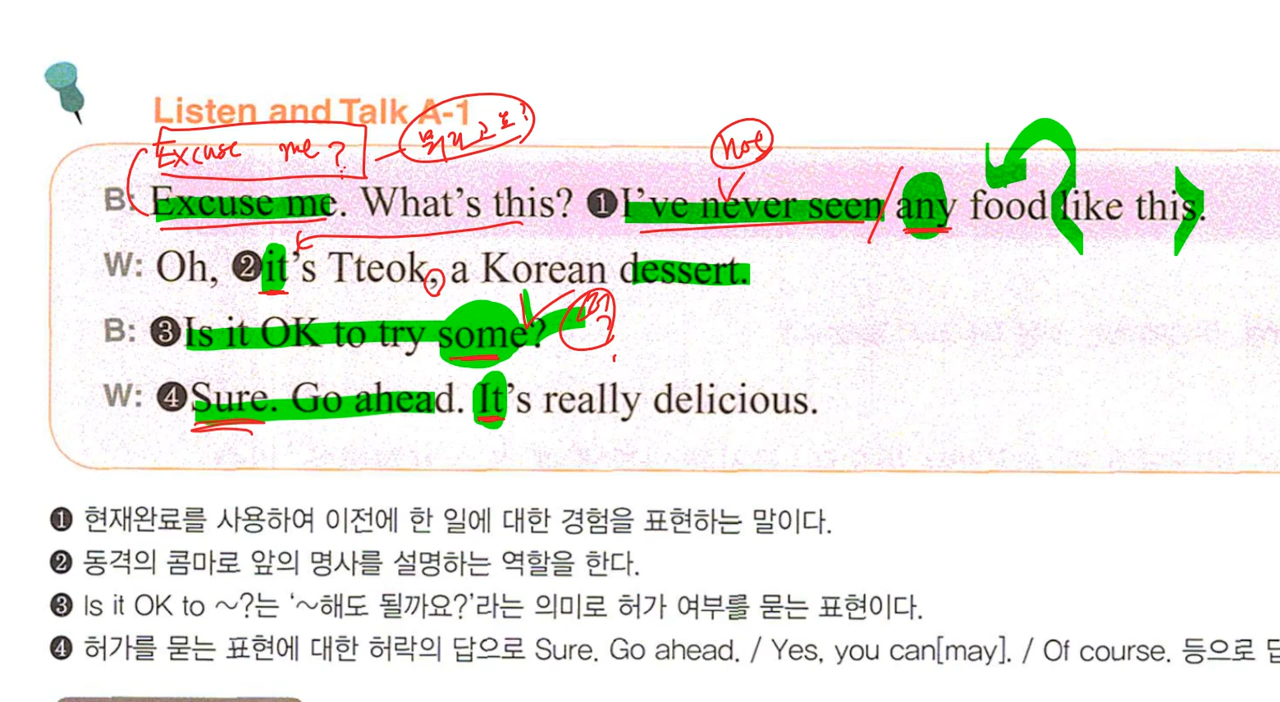 Listen and Talk A-1
Excuse me?
뭐라고요?
not
B: Excuse me. What's this? ❶I've never seen any food like this.
W: Oh, ❷it's Tteok, a Korean dessert.
B: ❸Is it OK to try some?
W: ❹Sure. Go ahead. It's really delicious.
❶ 현재완료를 사용하여 이전에 한 일에 대한 경험을 표현하는 말이다.
❷ 동격의 콤마로 앞의 명사를 설명하는 역할을 한다.
❸ Is it OK to ~?는 '~해도 될까요?'라는 의미로 허가 여부를 묻는 표현이다.
❹ 허가를 묻는 표현에 대한 허락의 답으로 Sure. Go ahead. / Yes, you can[may]. / Of course. 등으로